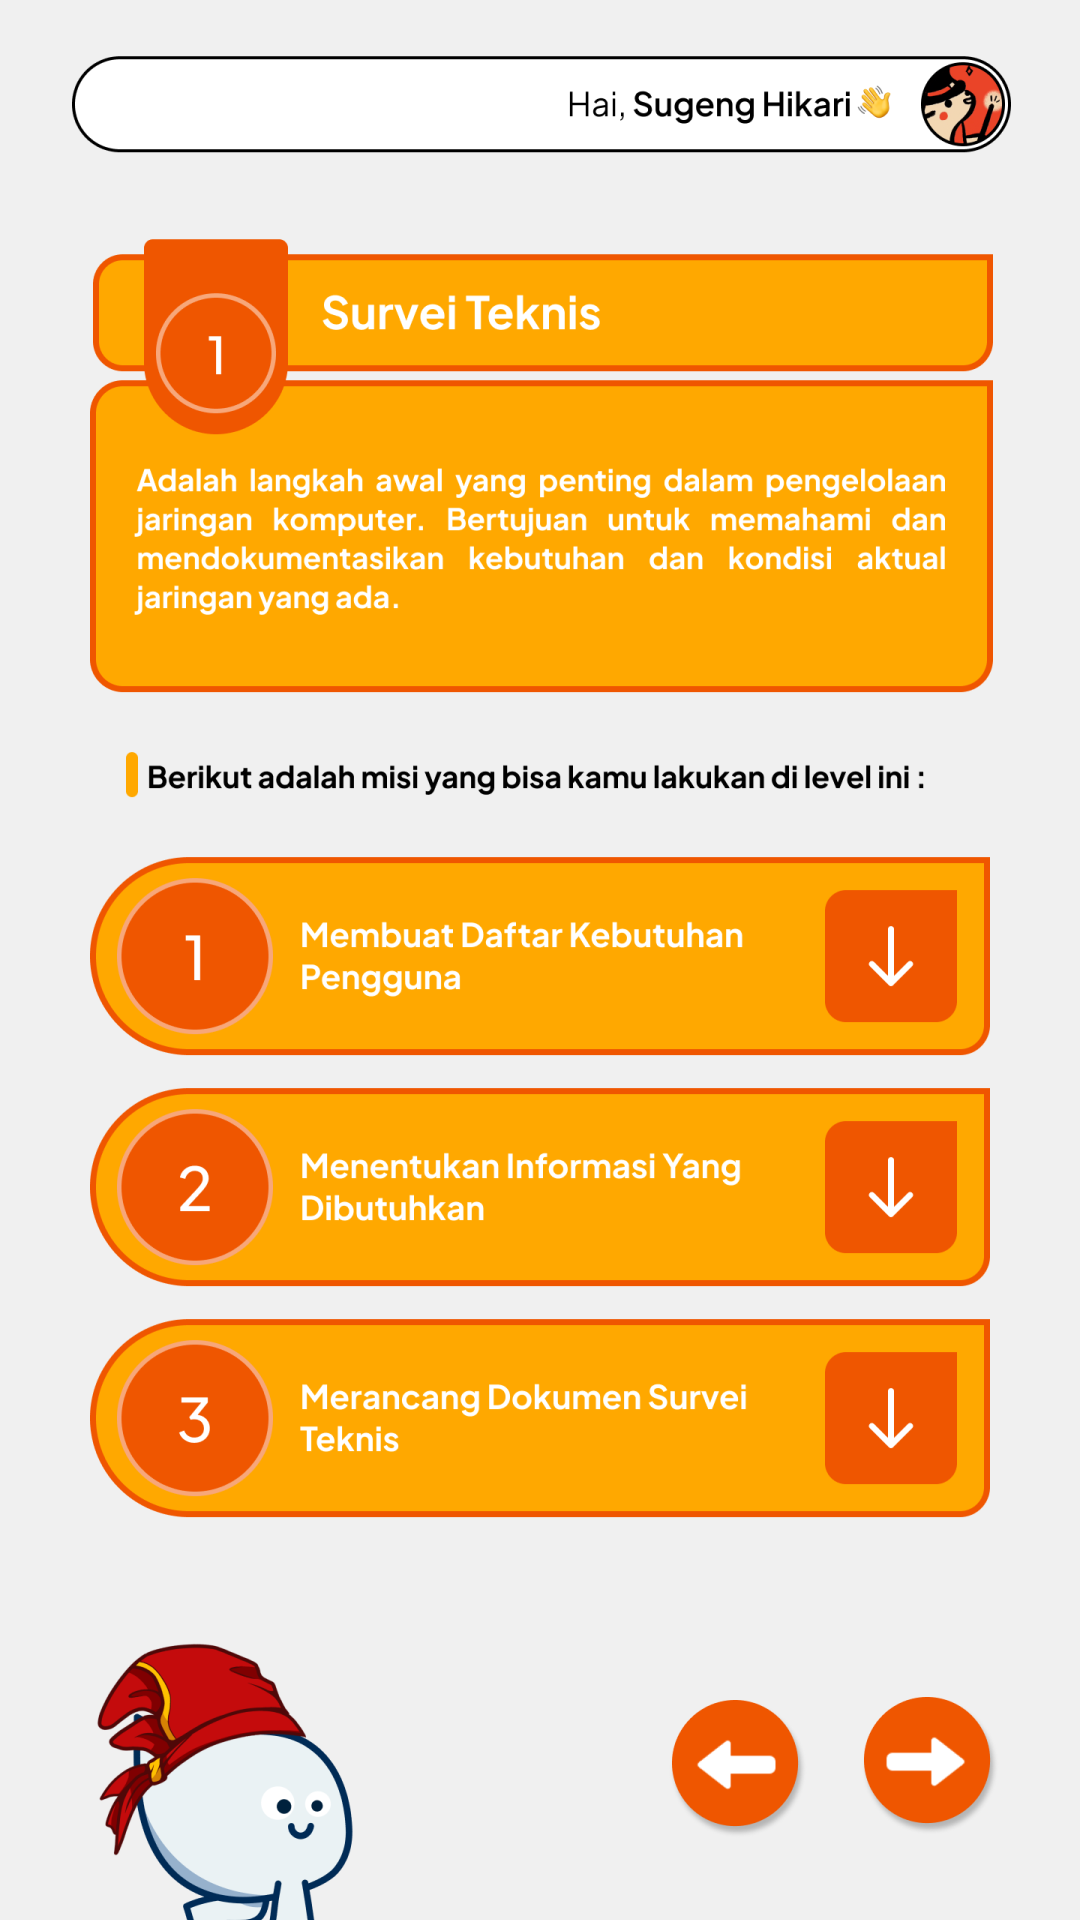 Hai, Sugeng Hikari 👋
1
Survei Teknis
Adalah langkah awal yang penting dalam pengelolaan
jaringan komputer. Bertujuan untuk memahami dan
mendokumentasikan kebutuhan dan kondisi aktual
jaringan yang ada.
Berikut adalah misi yang bisa kamu lakukan di level ini :
1
Membuat Daftar Kebutuhan
Pengguna
2
Menentukan Informasi Yang
Dibutuhkan
3
Merancang Dokumen Survei
Teknis